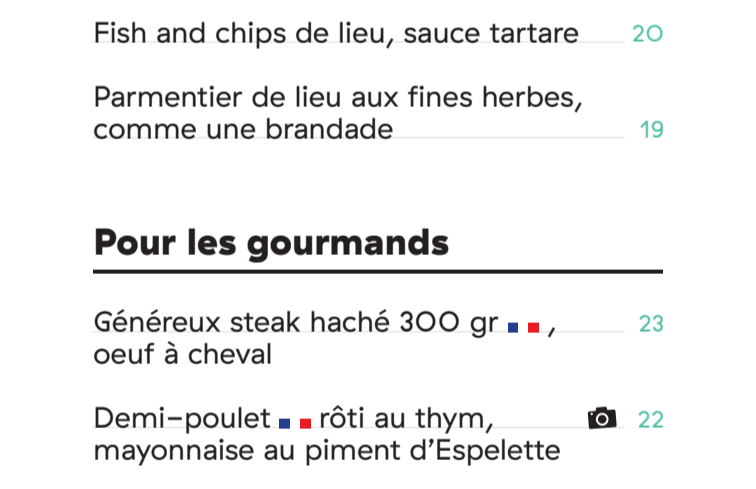 Fish and chips de lieu, sauce tartare 20
Parmentier de lieu aux fines herbes,
comme une brandade 19
Pour les gourmands
Généreux steak haché 300 gr , 23
oeuf à cheval
Demi-poulet rôti au thym, 22
mayonnaise au piment d'Espelette